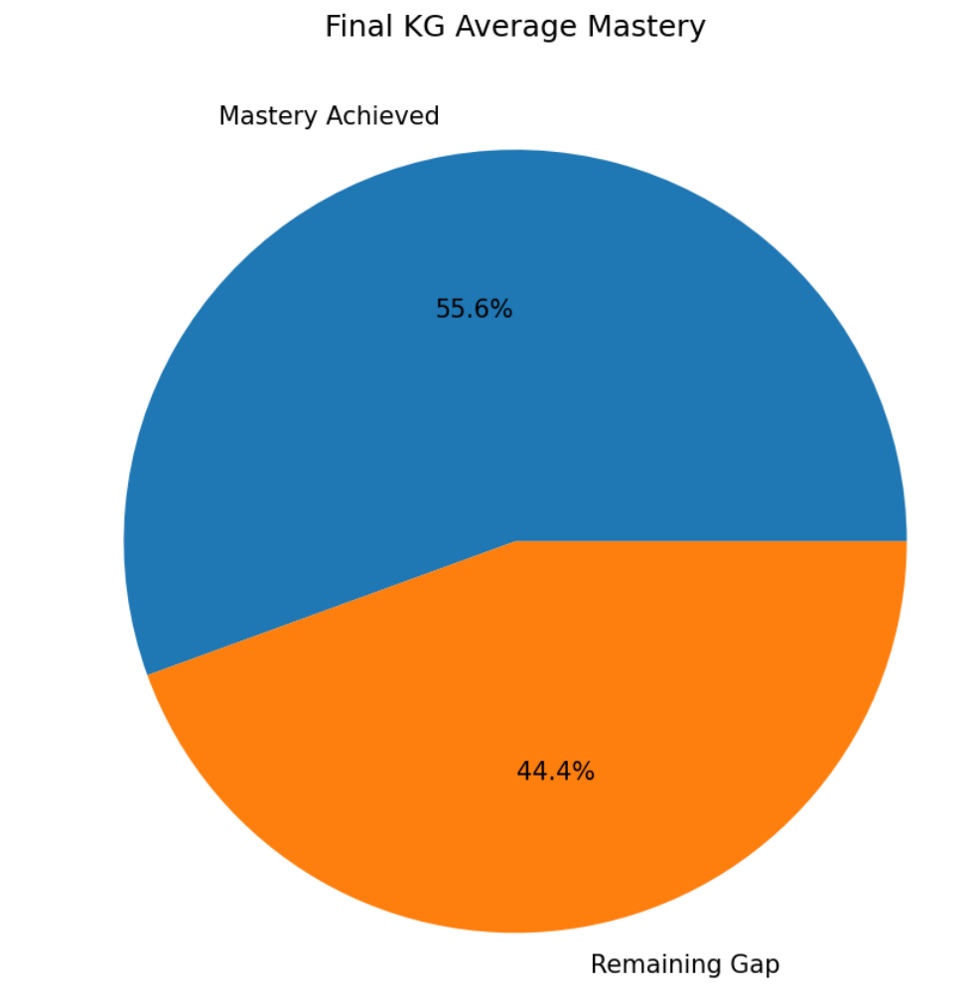 Final KG Average Mastery
Mastery Achieved
55.6%
44.4%
Remaining Gap